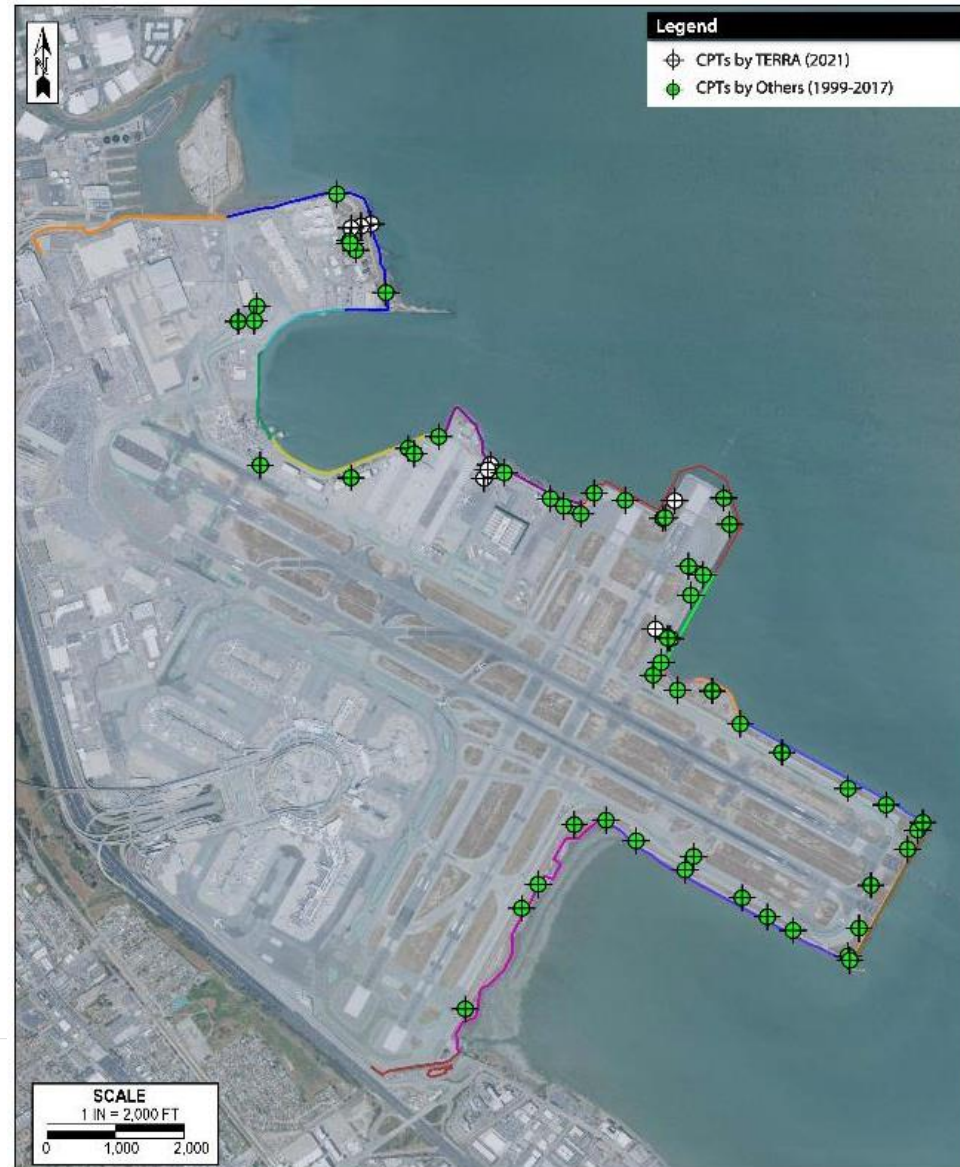 N
Legend
CPTs by TERRA (2021)
CPTs by Others (1999-2017)
SCALE
1 IN = 2,000 FT
0 1,000 2,000